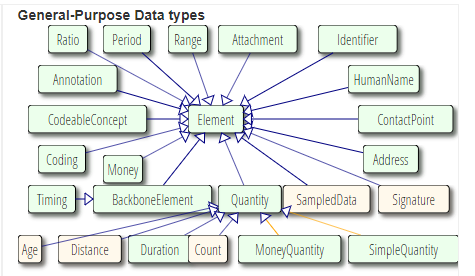 General-Purpose Data types
Ratio
Period
Range
Attachment
Identifier
Annotation
HumanName
CodeableConcept
Element
ContactPoint
Coding
Money
Address
Timing
BackboneElement
Quantity
SampledData
Signature
Age
Distance
Duration
Count
MoneyQuantity
SimpleQuantity